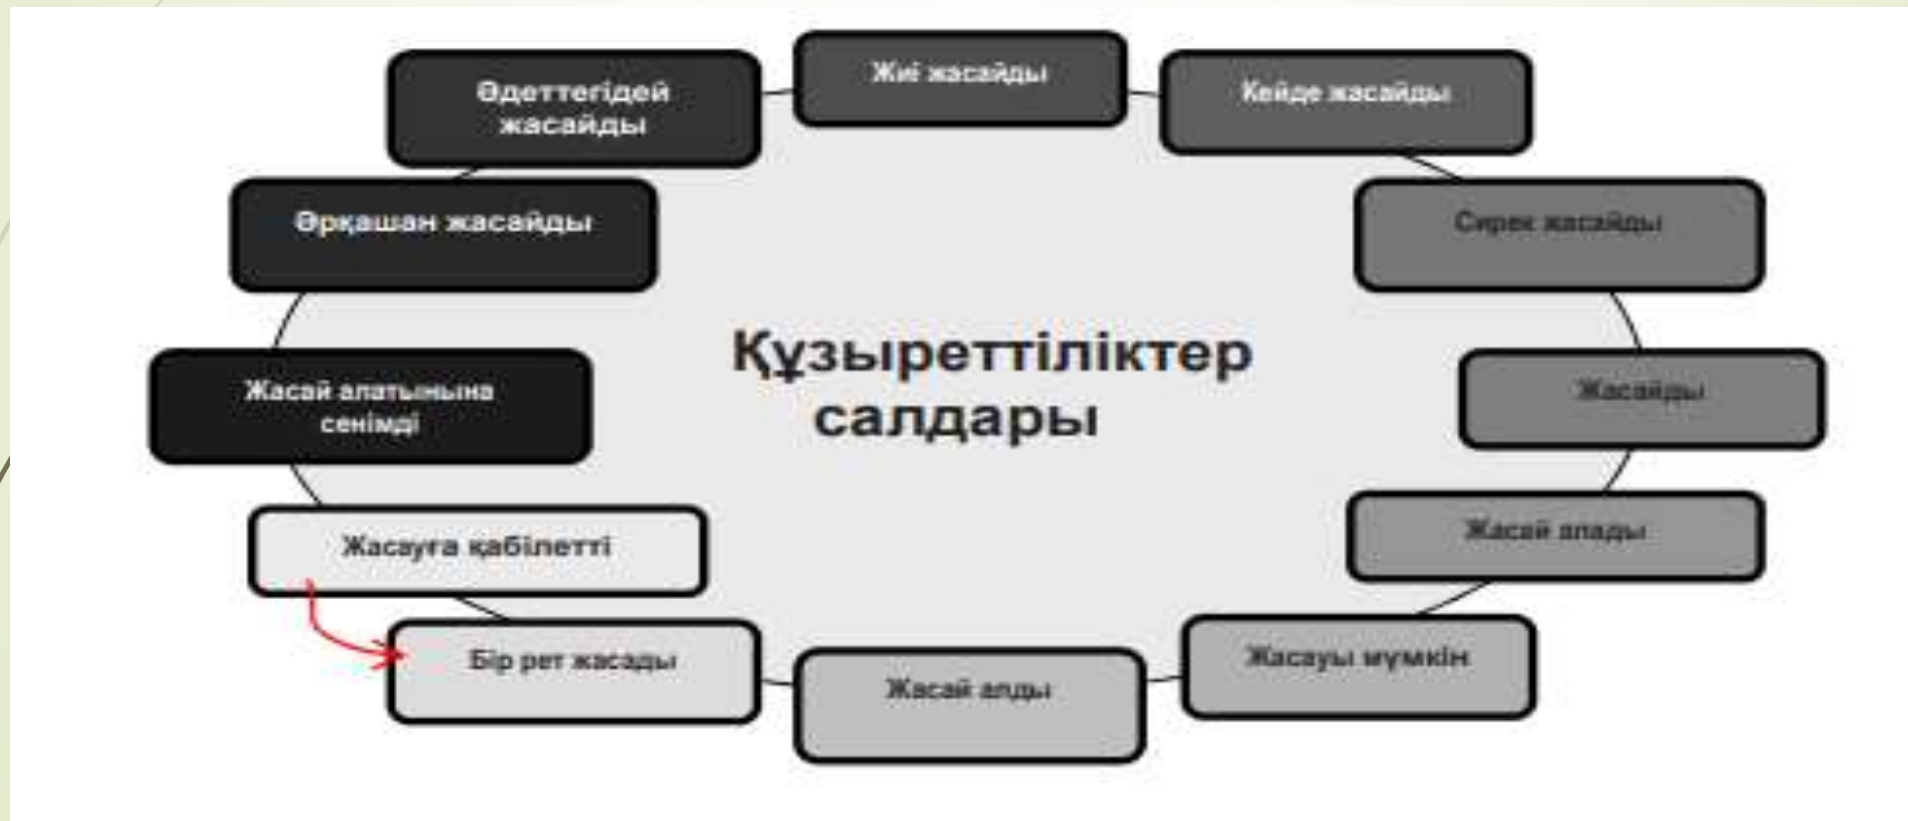 Жиі жасайды
Әдеттегідей
жасайды
Кейде жасайды
Әрқашан жасайды
Сирек жасайды
Құзыреттіліктер
салдары
Жасай алатынына
сенімді
Жасайды
Жасауға қабілетті
Жасай алады
Бір рет жасады
Жасай алды
Жасауы мүмкін